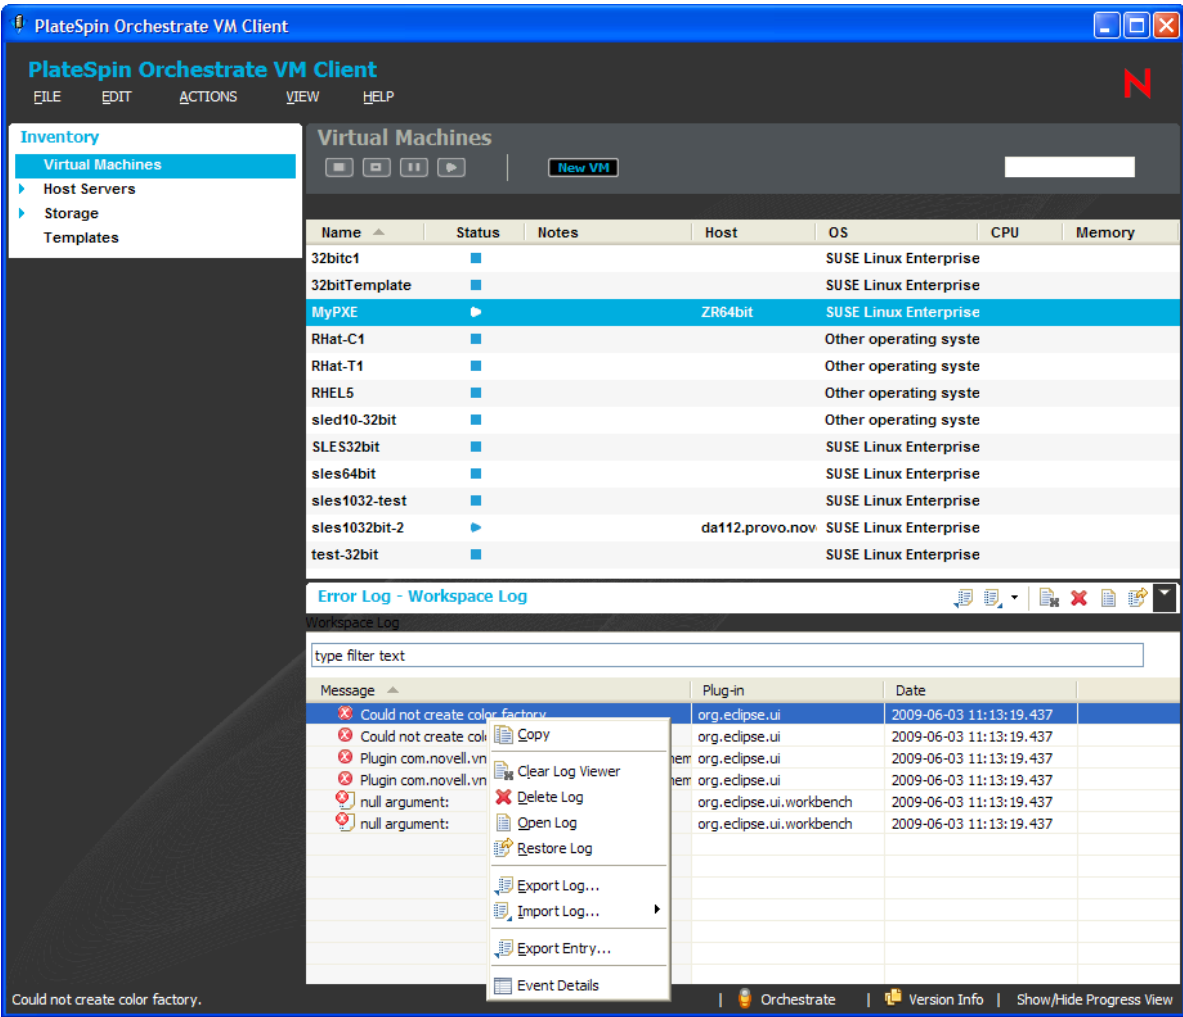 PlateSpin Orchestrate VM Client
PlateSpin Orchestrate VM Client
FILE EDIT ACTIONS VIEW HELP
N
Inventory
Virtual Machines
Host Servers
Storage
Templates
Virtual Machines
New VM
Name Status Notes Host OS CPU Memory
32bitc1 SUSE Linux Enterprise
32bitTemplate SUSE Linux Enterprise
MyPXE ZR64bit SUSE Linux Enterprise
RHat-C1 Other operating syste
RHat-T1 Other operating syste
RHEL5 Other operating syste
sled10-32bit Other operating syste
SLES32bit SUSE Linux Enterprise
sles64bit SUSE Linux Enterprise
sles1032-test SUSE Linux Enterprise
sles1032bit-2 da112.provo.nov SUSE Linux Enterprise
test-32bit SUSE Linux Enterprise
Error Log - Workspace Log
Workspace Log
type filter text
Message Plug-in Date
Could not create color factory. org.eclipse.ui 2009-06-03 11:13:19.437
Could not create col org.eclipse.ui 2009-06-03 11:13:19.437
Plugin com.novell.vn org.eclipse.ui 2009-06-03 11:13:19.437
Plugin com.novell.vn org.eclipse.ui 2009-06-03 11:13:19.437
null argument: org.eclipse.ui.workbench 2009-06-03 11:13:19.437
null argument: org.eclipse.ui.workbench 2009-06-03 11:13:19.437
Copy
Clear Log Viewer
Delete Log
Open Log
Restore Log
Export Log...
Import Log...
Export Entry...
Event Details
Could not create color factory. | Orchestrate | Version Info | Show/Hide Progress View